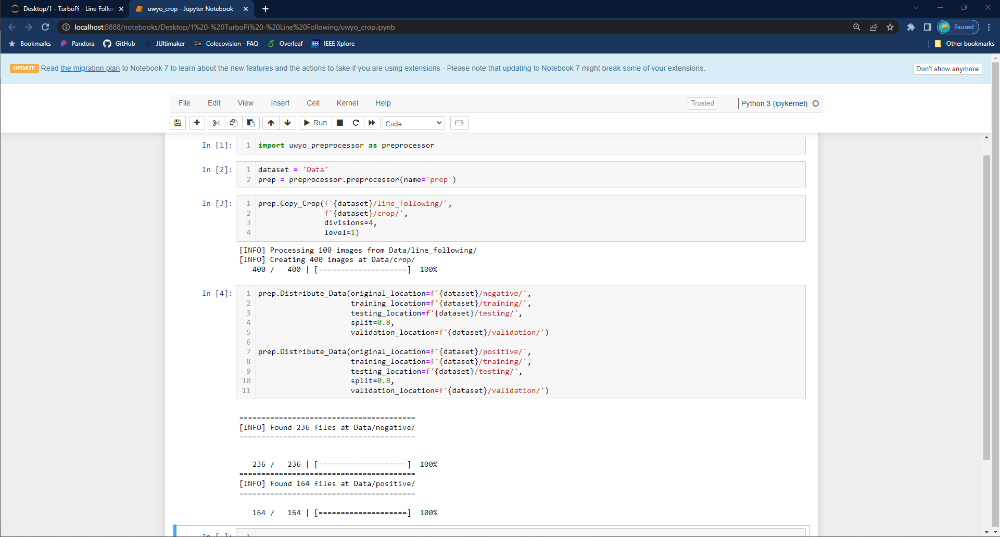 Desktop/1 - TurboPi - Line Follow
uwyo_crop - Jupyter Notebook
localhost:8888/notebooks/Desktop/1%20-%20TurboPi%20-%20Line%20Following/uwyo_crop.ipynb
Paused
Bookmarks Pandora GitHub JUltimaker Colecovision - FAQ Overleaf IEEE IEEE Xplore Other bookmarks
UPDATE Read the migration plan to Notebook 7 to learn about the new features and the actions to take if you are using extensions - Please note that updating to Notebook 7 might break some of your extensions. Don't show anymore
File Edit View Insert Cell Kernel Help Trusted Python 3 (ipykernel)
Run Code
In [1]: 1 import uwyo_preprocessor as preprocessor
In [2]: 1 dataset = 'Data'
2 prep = preprocessor.preprocessor(name='prep')
In [3]: 1 prep.Copy_Crop(f'{dataset}/line_following/',
2 f'{dataset}/crop/',
3 divisions=4,
4 level=1)
[INFO] Processing 100 images from Data/line_following/
[INFO] Creating 400 images at Data/crop/
400 / 400 | [====================] 100%
In [4]: 1 prep.Distribute_Data(original_location=f'{dataset}/negative/',
2 training_location=f'{dataset}/training/',
3 testing_location=f'{dataset}/testing/',
4 split=0.8,
5 validation_location=f'{dataset}/validation/')
6
7 prep.Distribute_Data(original_location=f'{dataset}/positive/',
8 training_location=f'{dataset}/training/',
9 testing_location=f'{dataset}/testing/',
10 split=0.8,
11 validation_location=f'{dataset}/validation/')
========================================
[INFO] Found 236 files at Data/negative/
========================================
236 / 236 | [====================] 100%
========================================
[INFO] Found 164 files at Data/positive/
========================================
164 / 164 | [====================] 100%
In [ ]: 1